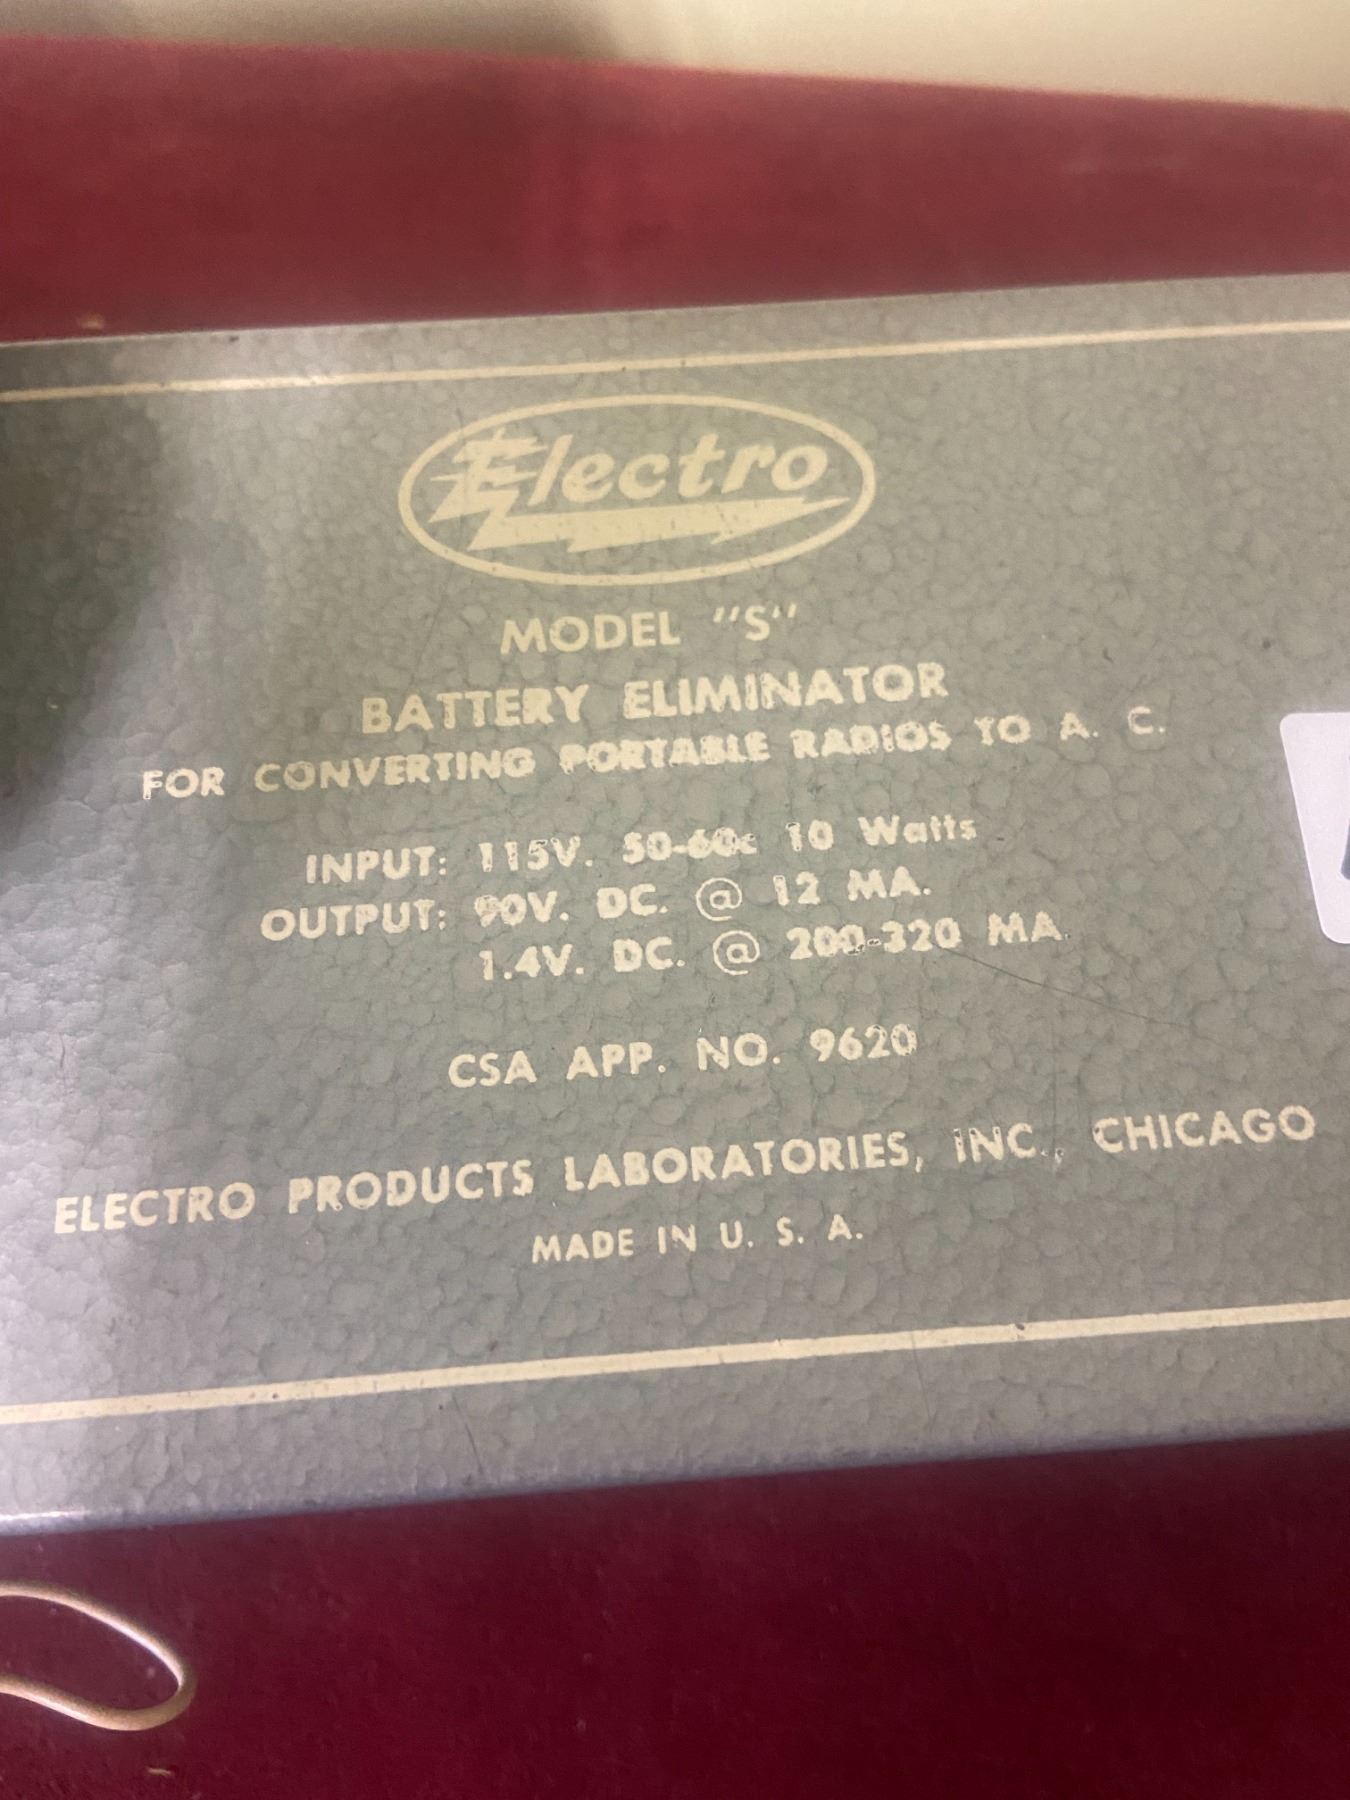 Electro
MODEL "S"
BATTERY ELIMINATOR
FOR CONVERTING PORTABLE RADIOS TO A. C.
INPUT: 115V. 50-60c 10 Watts
OUTPUT: 90V. DC. @ 12 MA.
1.4V. DC. @ 200-320 MA.
CSA APP. NO. 9620
ELECTRO PRODUCTS LABORATORIES, INC., CHICAGO
MADE IN U. S. A.